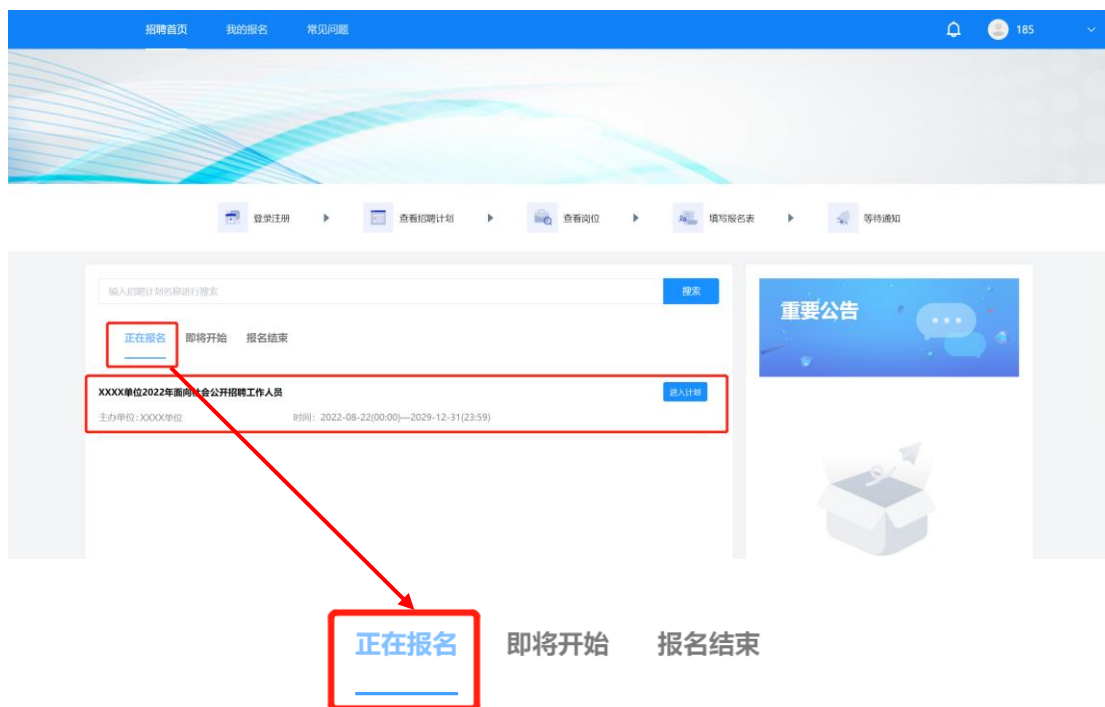 招聘首页 我的报名 常见问题 185
登录注册 查看招聘计划 查看岗位 填写报名表 等待通知
输入招聘计划名称进行搜索 搜索
重要公告
正在报名 即将开始 报名结束
XXXX单位2022年面向社会公开招聘工作人员 进入计划
主办单位:XXXX单位 时间：2022-08-22(00:00)—2029-12-31(23:59)
正在报名 即将开始 报名结束